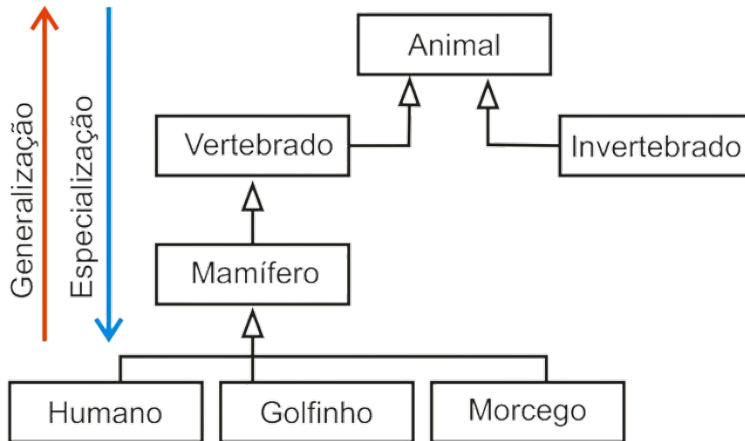 Generalização
Especialização
Animal
Vertebrado
Invertebrado
Mamífero
Humano
Golfinho
Morcego